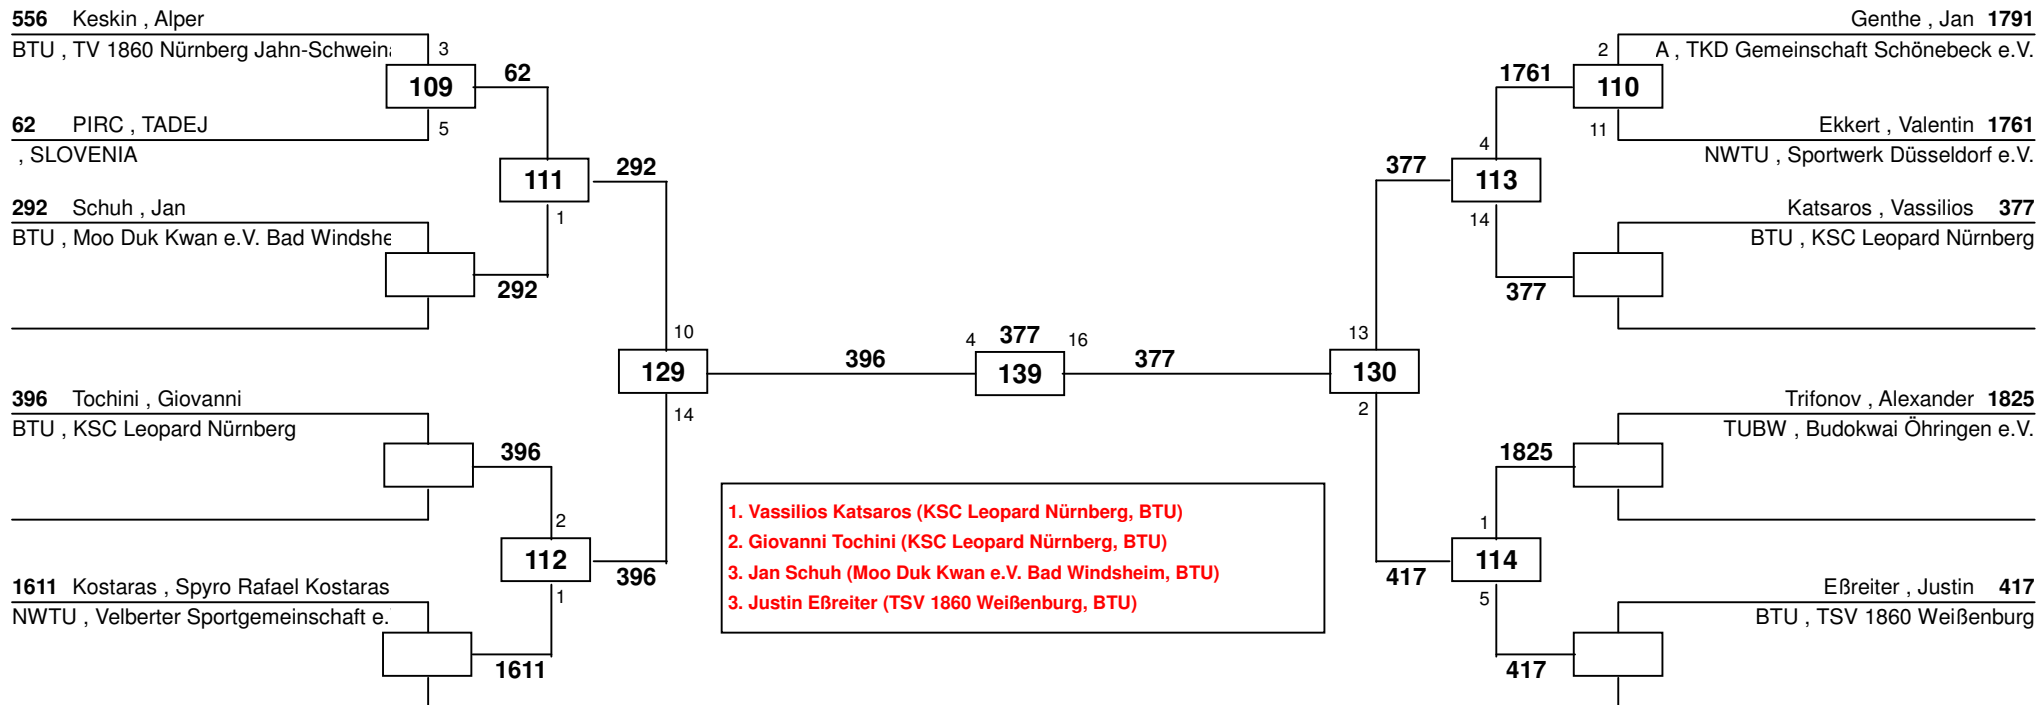 556 Keskin , Alper
BTU , TV 1860 Nürnberg Jahn-Schwein
3
109
62
5
62 PIRC , TADEJ
, SLOVENIA
111
292
1
292 Schuh , Jan
BTU , Moo Duk Kwan e.V. Bad Windshe
292
10
129
14
396
396 Tochini , Giovanni
BTU , KSC Leopard Nürnberg
396
2
112
396
1
1611 Kostaras , Spyro Rafael Kostaras
NWTU , Velberter Sportgemeinschaft e.
1611
4 377 16
139
377
1. Vassilios Katsaros (KSC Leopard Nürnberg, BTU)
2. Giovanni Tochini (KSC Leopard Nürnberg, BTU)
3. Jan Schuh (Moo Duk Kwan e.V. Bad Windsheim, BTU)
3. Justin Eßreiter (TSV 1860 Weißenburg, BTU)
Genthe , Jan 1791
A , TKD Gemeinschaft Schönebeck e.V.
2
1761
110
11
Ekkert , Valentin 1761
NWTU , Sportwerk Düsseldorf e.V.
4
377
113
14
Katsaros , Vassilios 377
BTU , KSC Leopard Nürnberg
377
13
130
2
Trifonov , Alexander 1825
TUBW , Budokwai Öhringen e.V.
1825
1
114
417
5
Eßreiter , Justin 417
BTU , TSV 1860 Weißenburg
417